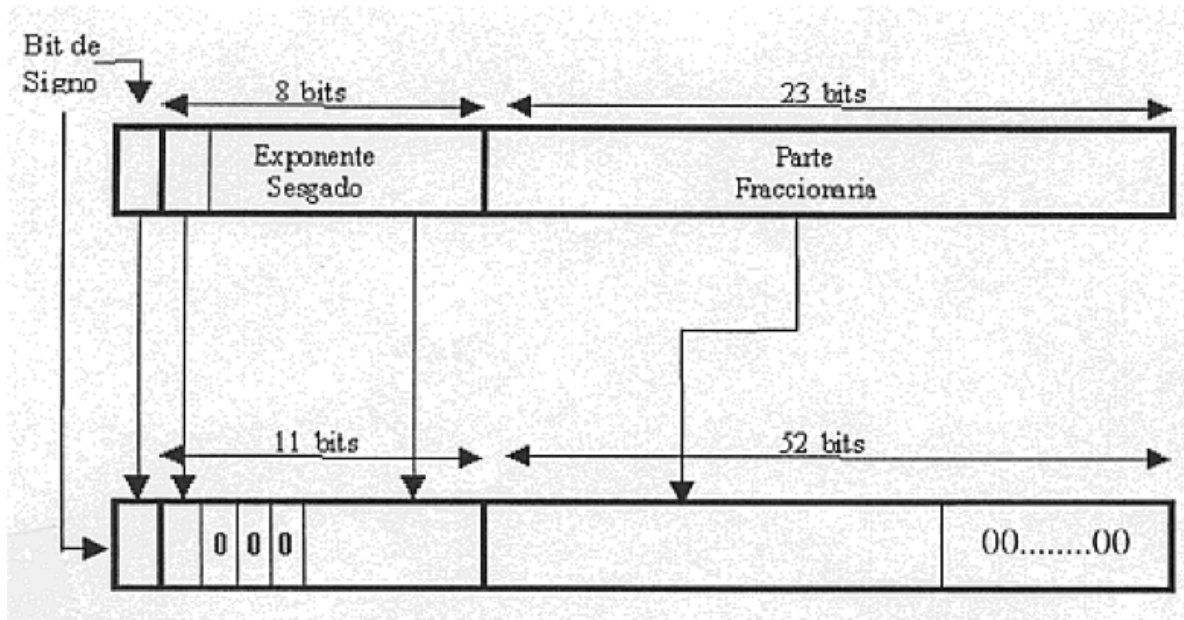 Bit de
Signo
8 bits
23 bits
Exponente
Sesgado
Parte
Fraccioraria
11 bits
52 bits
0 0 0
00........00